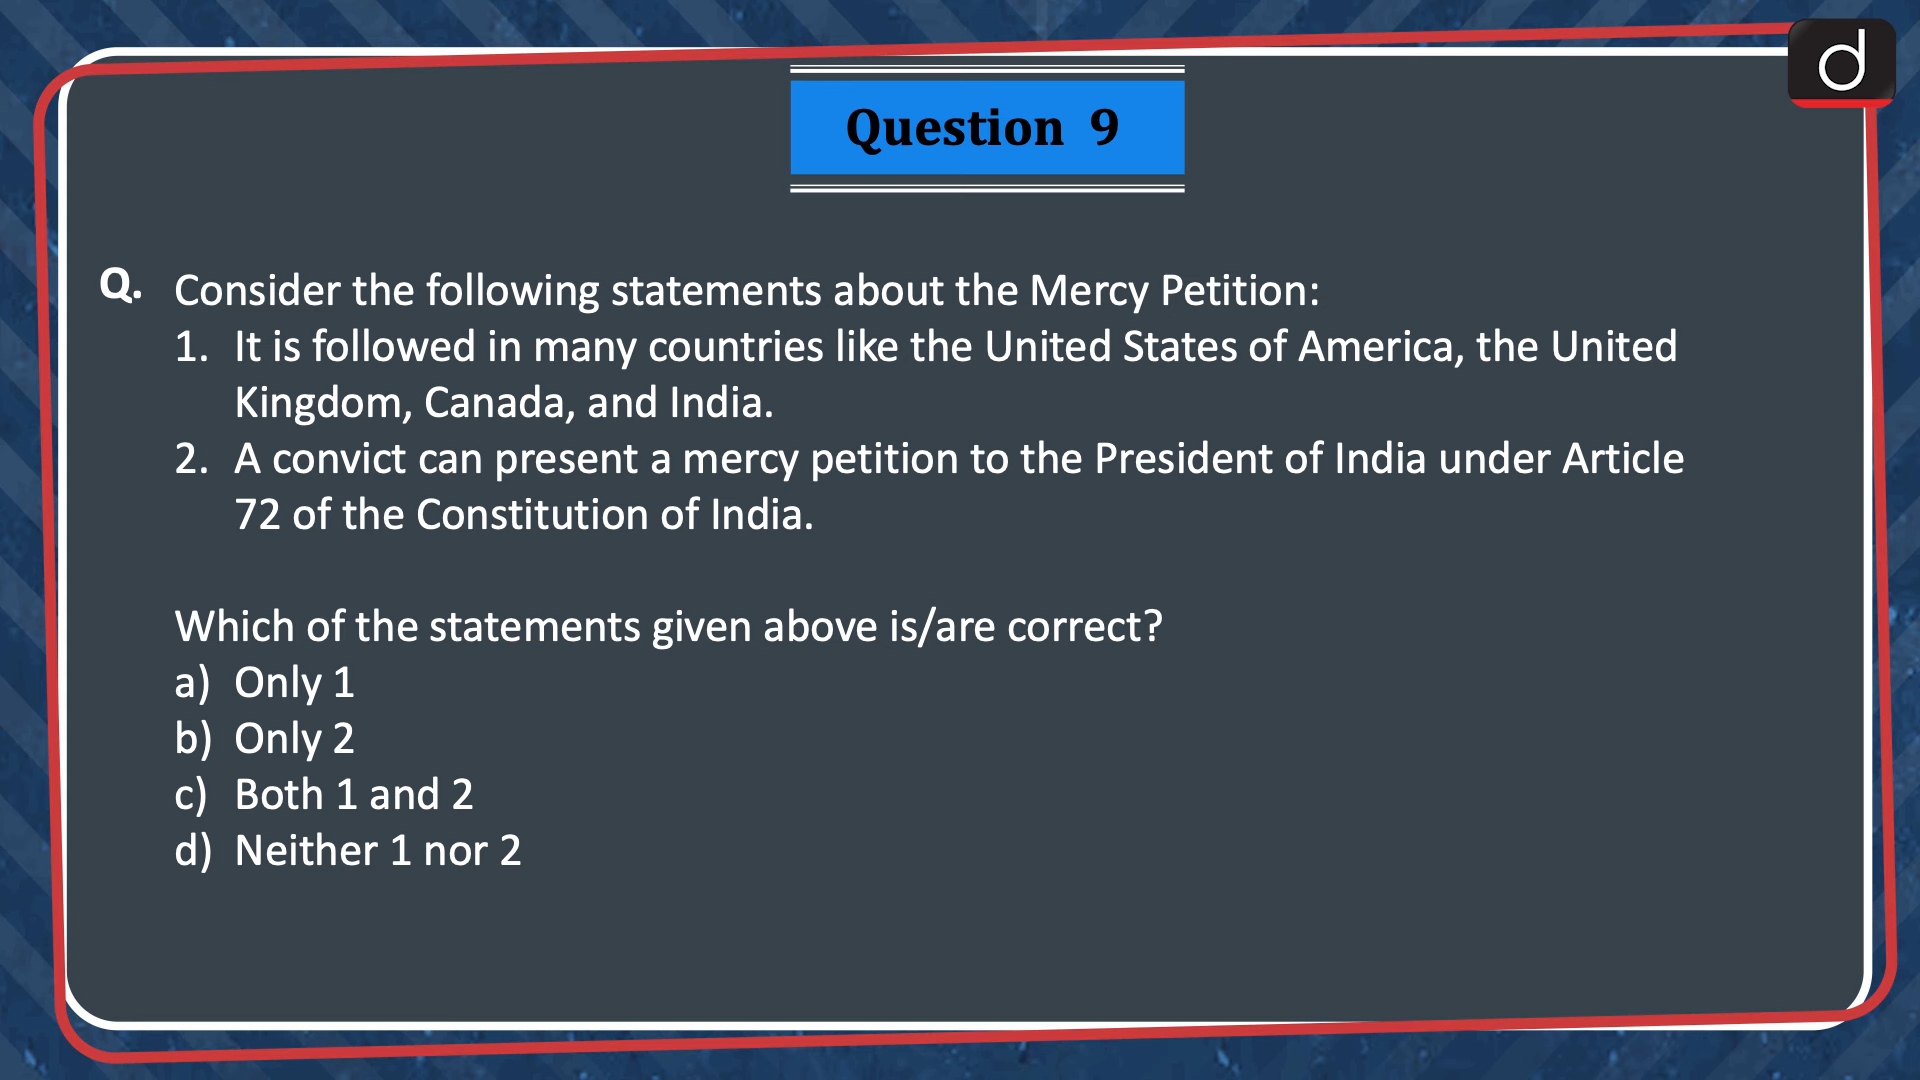 d
Question 9
Q. Consider the following statements about the Mercy Petition:
1. It is followed in many countries like the United States of America, the United
Kingdom, Canada, and India.
2. A convict can present a mercy petition to the President of India under Article
72 of the Constitution of India.
Which of the statements given above is/are correct?
a) Only 1
b) Only 2
c) Both 1 and 2
d) Neither 1 nor 2